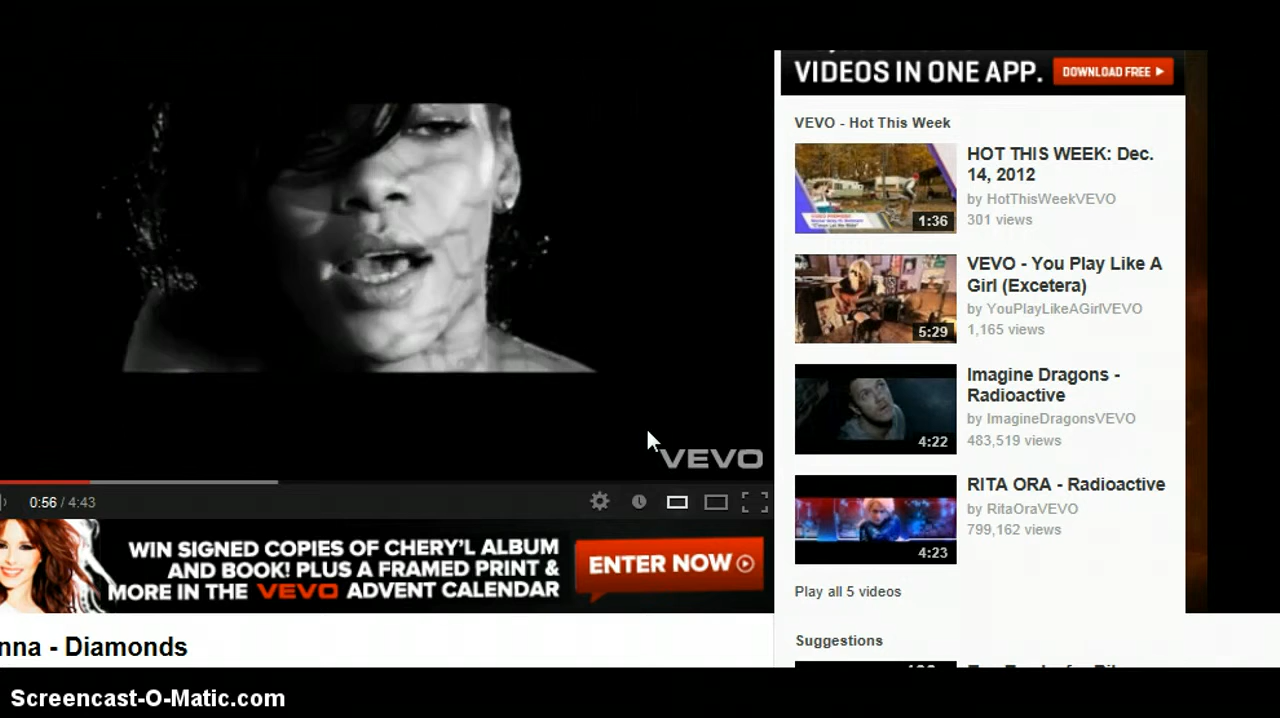 VIDEOS IN ONE APP.
DOWNLOAD FREE
VEVO - Hot This Week
HOT THIS WEEK: Dec.
14, 2012
by HotThisWeekVEVO
301 views
1:36
VEVO - You Play Like A
Girl (Excetera)
by YouPlayLikeAGirlVEVO
1,165 views
5:29
Imagine Dragons -
Radioactive
by ImagineDragonsVEVO
483,519 views
4:22
RITA ORA - Radioactive
by RitaOraVEVO
799,162 views
4:23
Play all 5 videos
Suggestions
VEVO
0:56 / 4:43
WIN SIGNED COPIES OF CHERY'L ALBUM
AND BOOK! PLUS A FRAMED PRINT &
MORE IN THE VEVO ADVENT CALENDAR
ENTER NOW
nna - Diamonds
Screencast-O-Matic.com